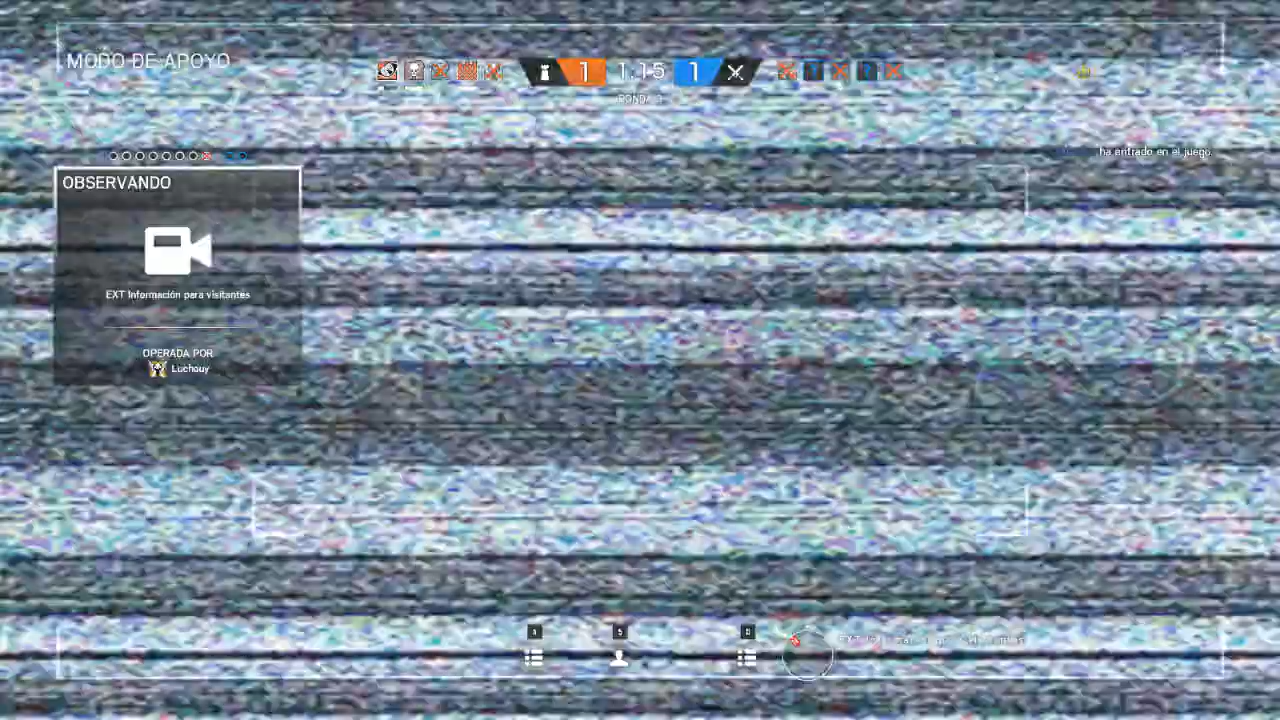 MODO DE APOYO
1 1:15 1
RONDA 3
ha entrado en el juego.
OBSERVANDO
EXT Información para visitantes
OPERADA POR
Luchouy
5